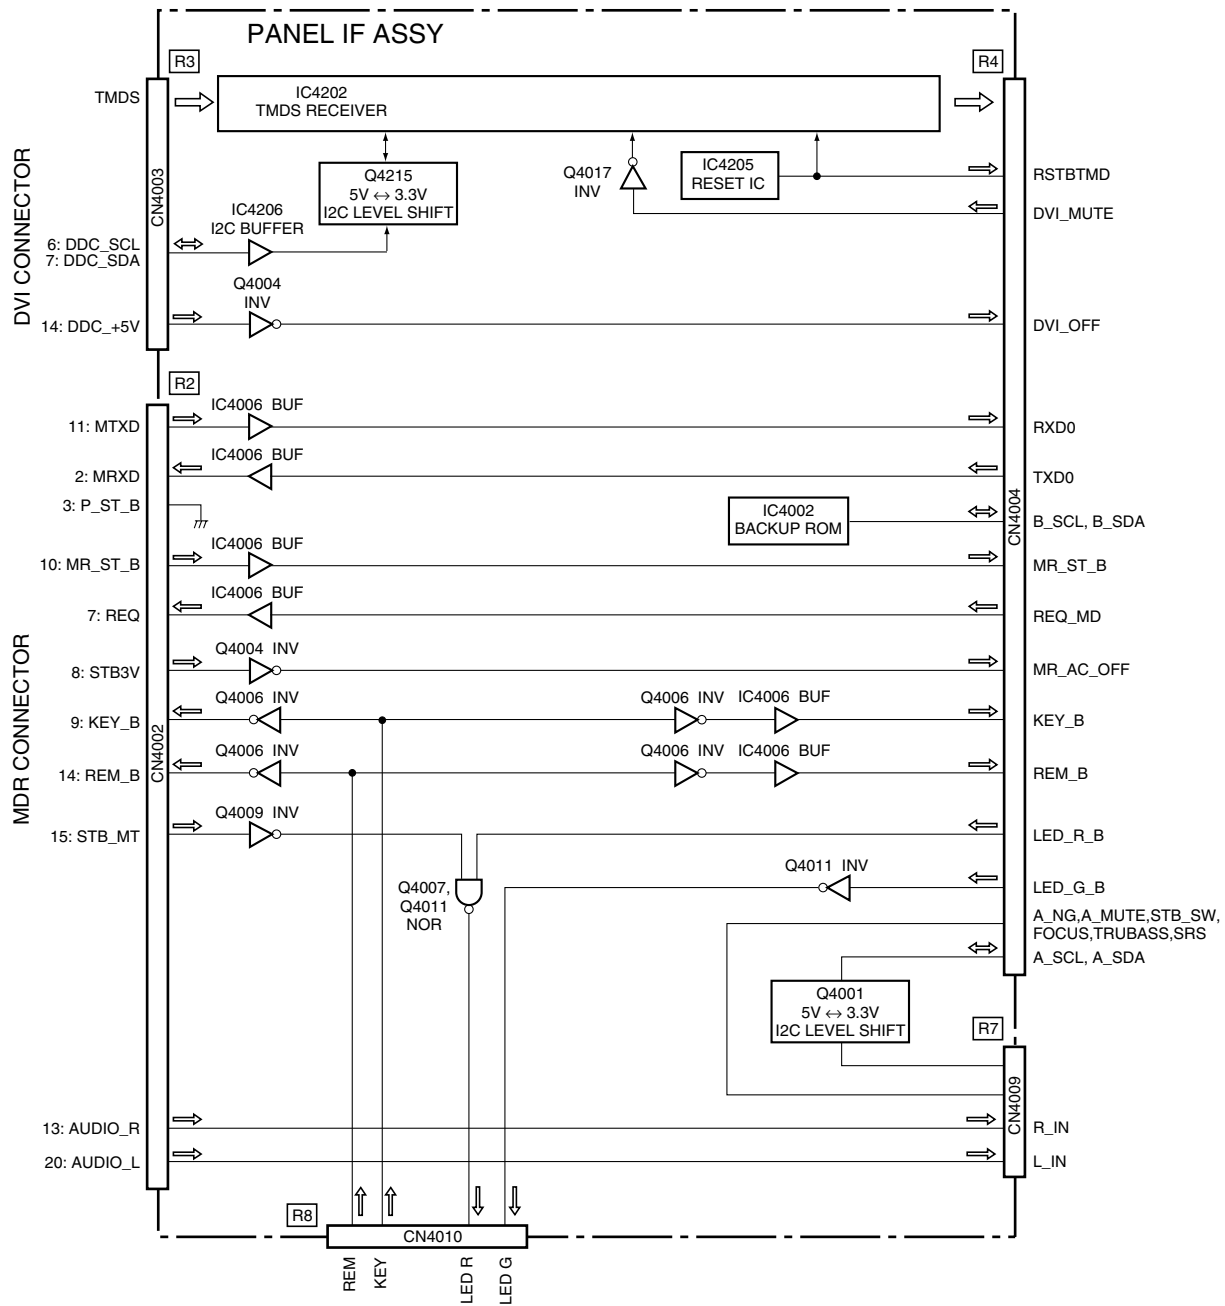 PANEL IF ASSY
R3
R4
TMDS
IC4202
TMDS RECEIVER
DVI CONNECTOR
CN4003
Q4215
5V ↔ 3.3V
I2C LEVEL SHIFT
Q4017
INV
IC4205
RESET IC
RSTBTMD
DVI_MUTE
IC4206
I2C BUFFER
6: DDC_SCL
7: DDC_SDA
Q4004
INV
14: DDC_+5V
DVI_OFF
R2
IC4006 BUF
11: MTXD
RXD0
IC4006 BUF
2: MRXD
TXD0
3: P_ST_B
IC4002
BACKUP ROM
CN4004
B_SCL, B_SDA
IC4006 BUF
10: MR_ST_B
MR_ST_B
IC4006 BUF
7: REQ
REQ_MD
MDR CONNECTOR
Q4004 INV
8: STB3V
MR_AC_OFF
Q4006 INV
Q4006 INV
IC4006 BUF
9: KEY_B
KEY_B
CN4002
Q4006 INV
Q4006 INV
IC4006 BUF
14: REM_B
REM_B
Q4009 INV
15: STB_MT
LED_R_B
Q4007,
Q4011
NOR
Q4011 INV
LED_G_B
A_NG,A_MUTE,STB_SW,
FOCUS,TRUBASS,SRS
A_SCL, A_SDA
Q4001
5V ↔ 3.3V
I2C LEVEL SHIFT
R7
CN4009
13: AUDIO_R
R_IN
20: AUDIO_L
L_IN
R8
CN4010
REM
KEY
LED R
LED G